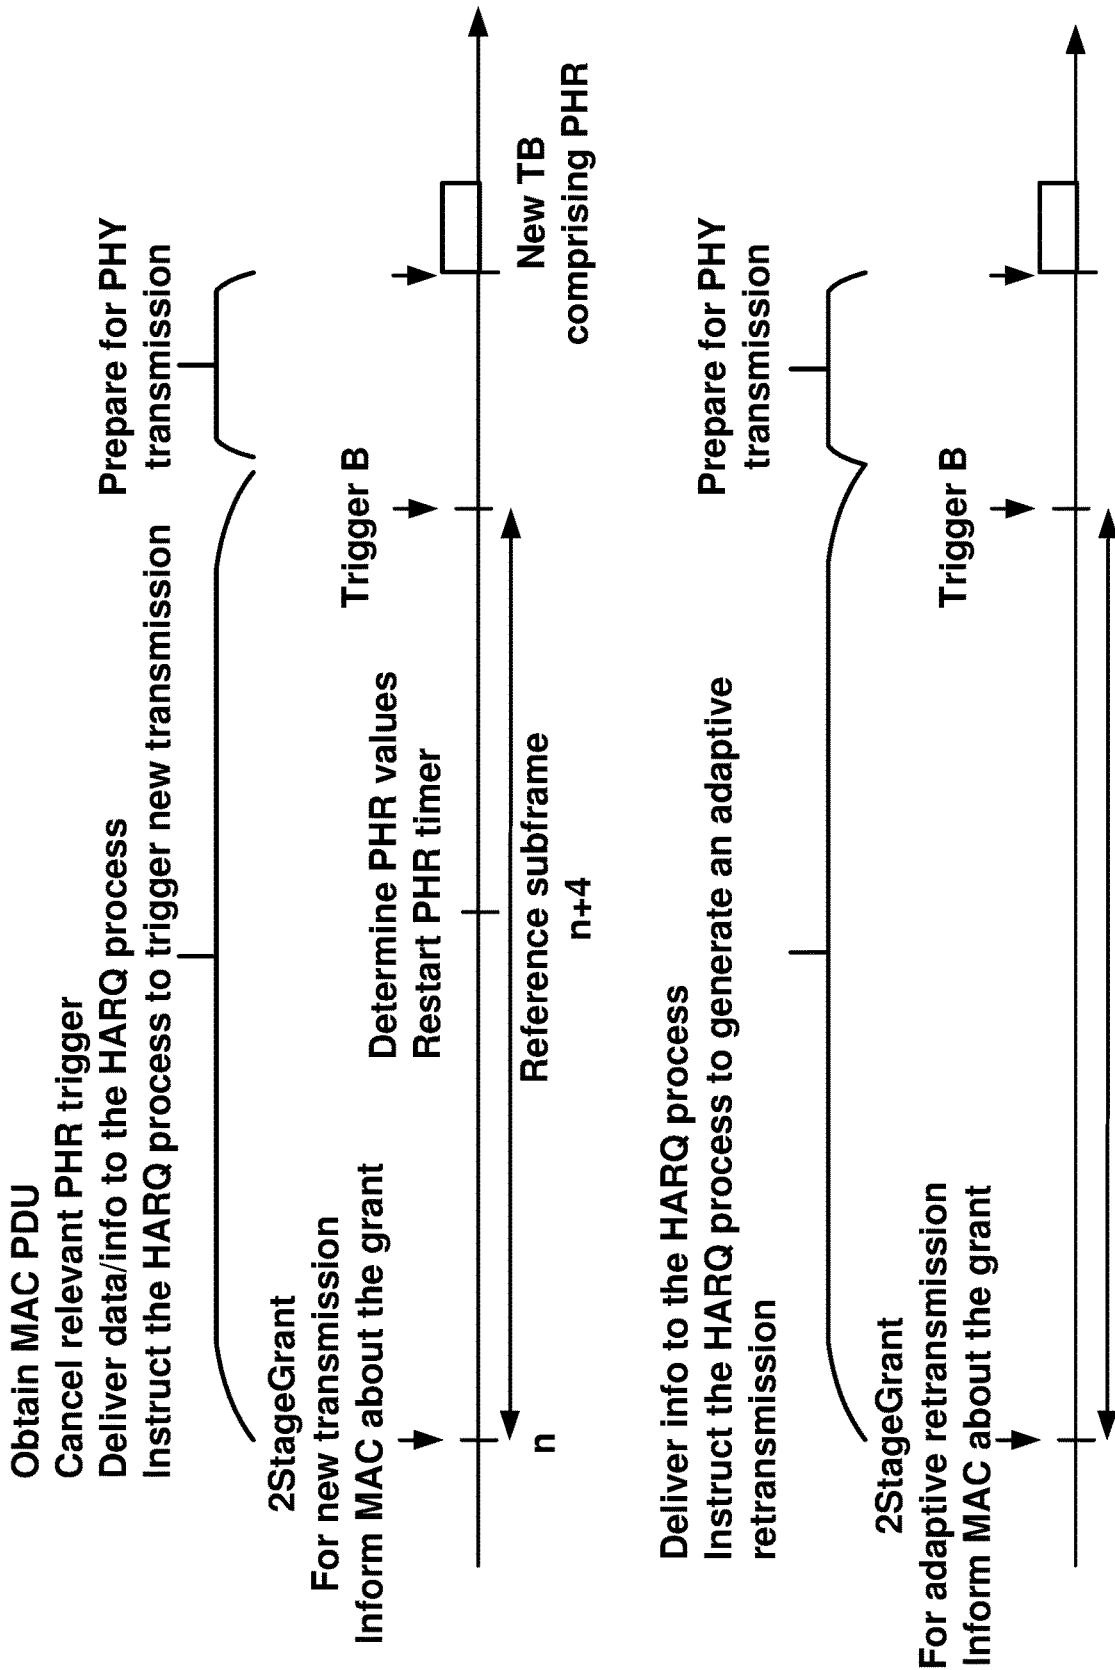 Obtain MAC PDU
Cancel relevant PHR trigger
Deliver data/info to the HARQ process
Instruct the HARQ process to trigger new transmission
Prepare for PHY
transmission
2StageGrant
For new transmission
Inform MAC about the grant
Determine PHR values
Restart PHR timer
Trigger B
n
Reference subframe
n+4
New TB
comprising PHR
Deliver info to the HARQ process
Instruct the HARQ process to generate an adaptive
retransmission
Prepare for PHY
transmission
2StageGrant
For adaptive retransmission
Inform MAC about the grant
Trigger B